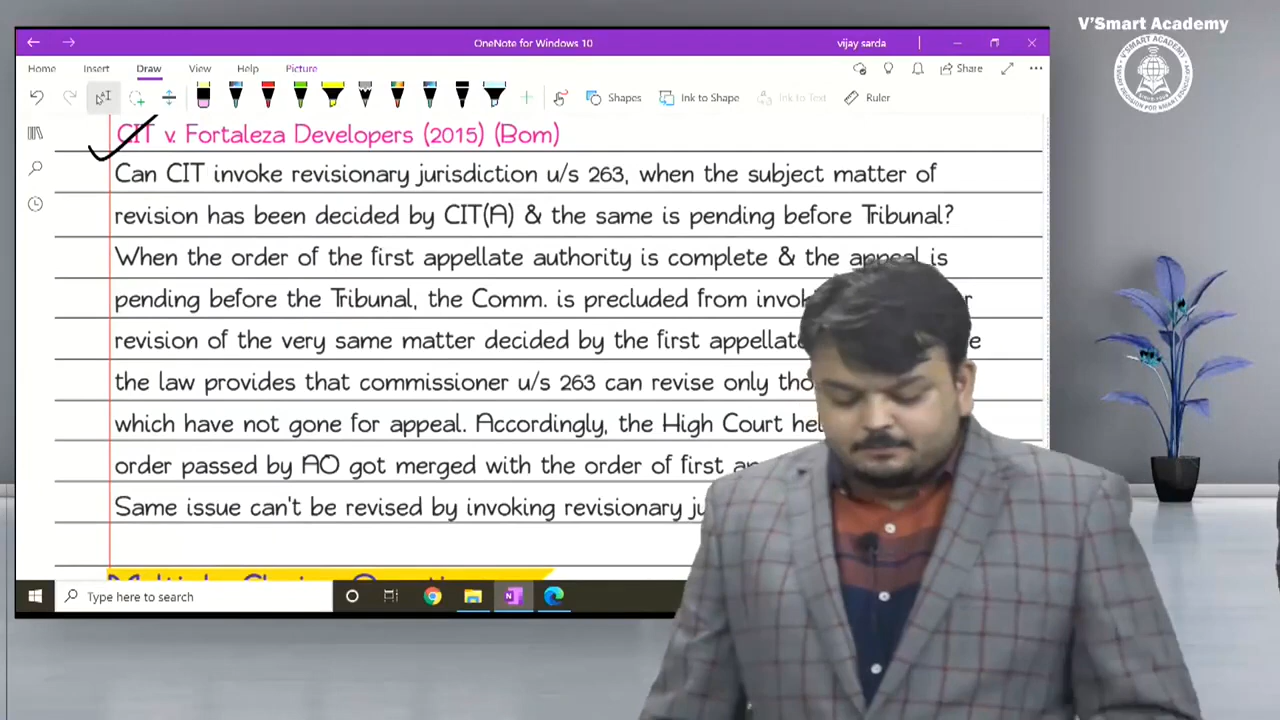 V'Smart Academy
OneNote for Windows 10
vijay sarda
Home Insert Draw View Help Picture
Share
Shapes Ink to Shape Ink to Text Ruler
CIT v. Fortaleza Developers (2015) (Bom)
Can CIT invoke revisionary jurisdiction u/s 263, when the subject matter of
revision has been decided by CIT(A) & the same is pending before Tribunal?
When the order of the first appellate authority is complete & the appeal is
pending before the Tribunal, the Comm. is precluded from
revision of the very same matter decided by the first
the law provides that commissioner u/s 263 can revise only
which have not gone for appeal. Accordingly, the High Court
order passed by AO got merged with the order of first
Same issue can't be revised by invoking revisionary
Type here to search